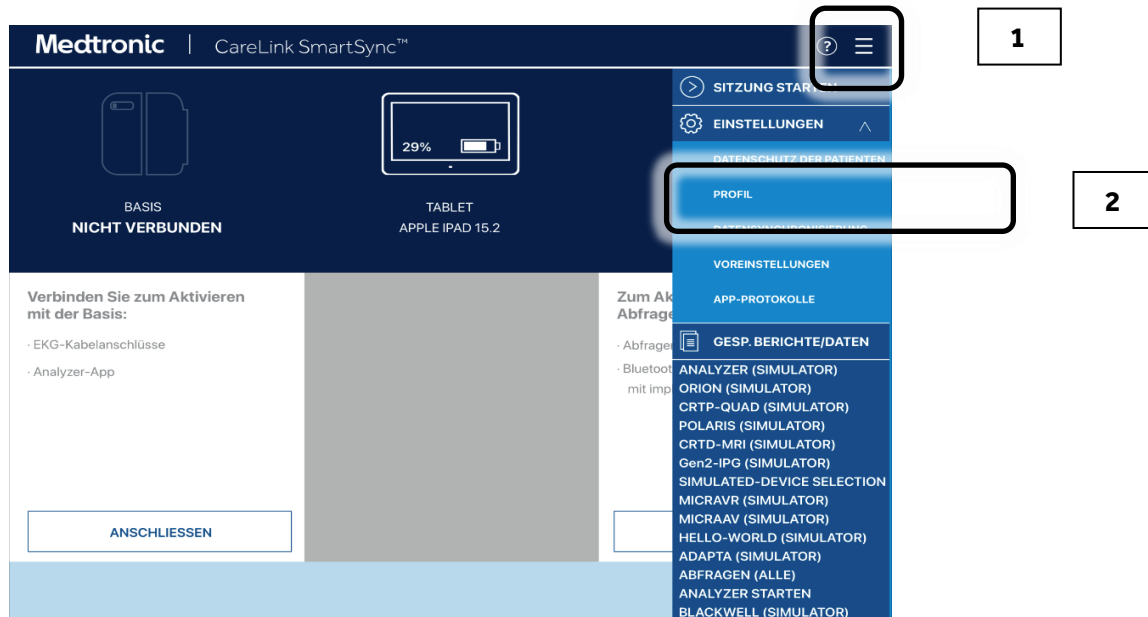 Medtronic | CareLink SmartSync™
?
1
SITZUNG STARTEN
EINSTELLUNGEN
DATENSCHUTZ DER PATIENTEN
PROFIL
2
DATENSYNCHRONISIERUNG
VOREINSTELLUNGEN
APP-PROTOKOLLE
GESP. BERICHTE/DATEN
ANALYZER (SIMULATOR)
ORION (SIMULATOR)
CRTP-QUAD (SIMULATOR)
POLARIS (SIMULATOR)
CRTD-MRI (SIMULATOR)
Gen2-IPG (SIMULATOR)
SIMULATED-DEVICE SELECTION
MICRAVR (SIMULATOR)
MICRAAV (SIMULATOR)
HELLO-WORLD (SIMULATOR)
ADAPTA (SIMULATOR)
ABFRAGEN (ALLE)
ANALYZER STARTEN
BLACKWELL (SIMULATOR)
BASIS
NICHT VERBUNDEN
29%
TABLET
APPLE IPAD 15.2
Verbinden Sie zum Aktivieren
mit der Basis:
· EKG-Kabelanschlüsse
· Analyzer-App
ANSCHLIESSEN
Zum Ak
Abfrage
· Abfrage
· Bluetoot
mit imp